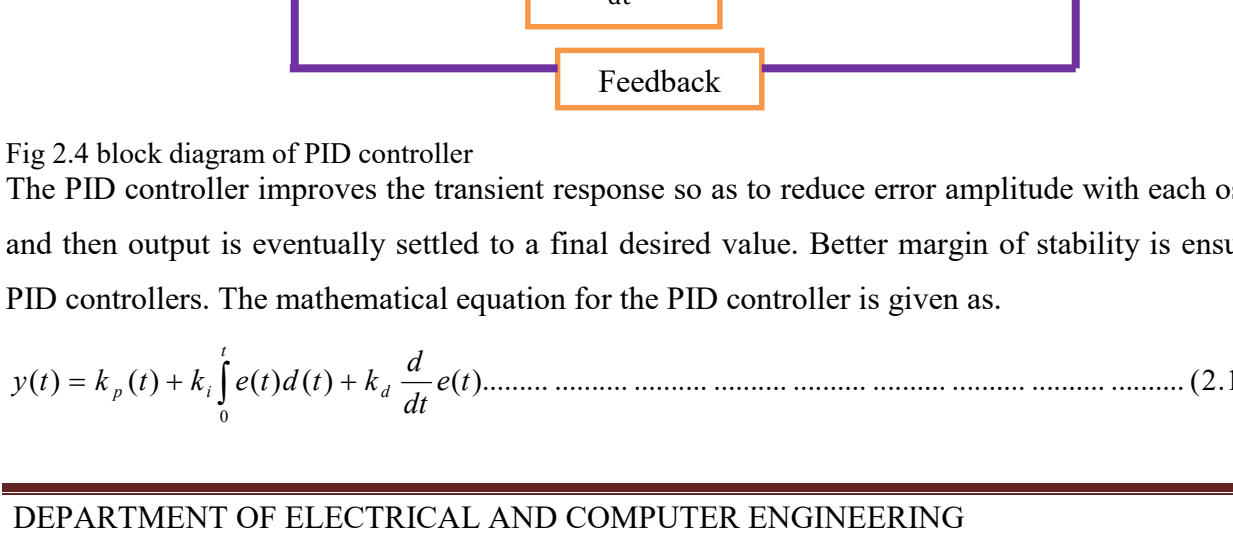 Feedback
Fig 2.4 block diagram of PID controller
The PID controller improves the transient response so as to reduce error amplitude with each
and then output is eventually settled to a final desired value. Better margin of stability is
PID controllers. The mathematical equation for the PID controller is given as.
y(t) = k_p (t) + k_i ∫_0^t e(t)d(t) + k_d d/dt e(t)......... .......... .......... .......... .......... .......... .......... .......... .......... (2.1
DEPARTMENT OF ELECTRICAL AND COMPUTER ENGINEERING